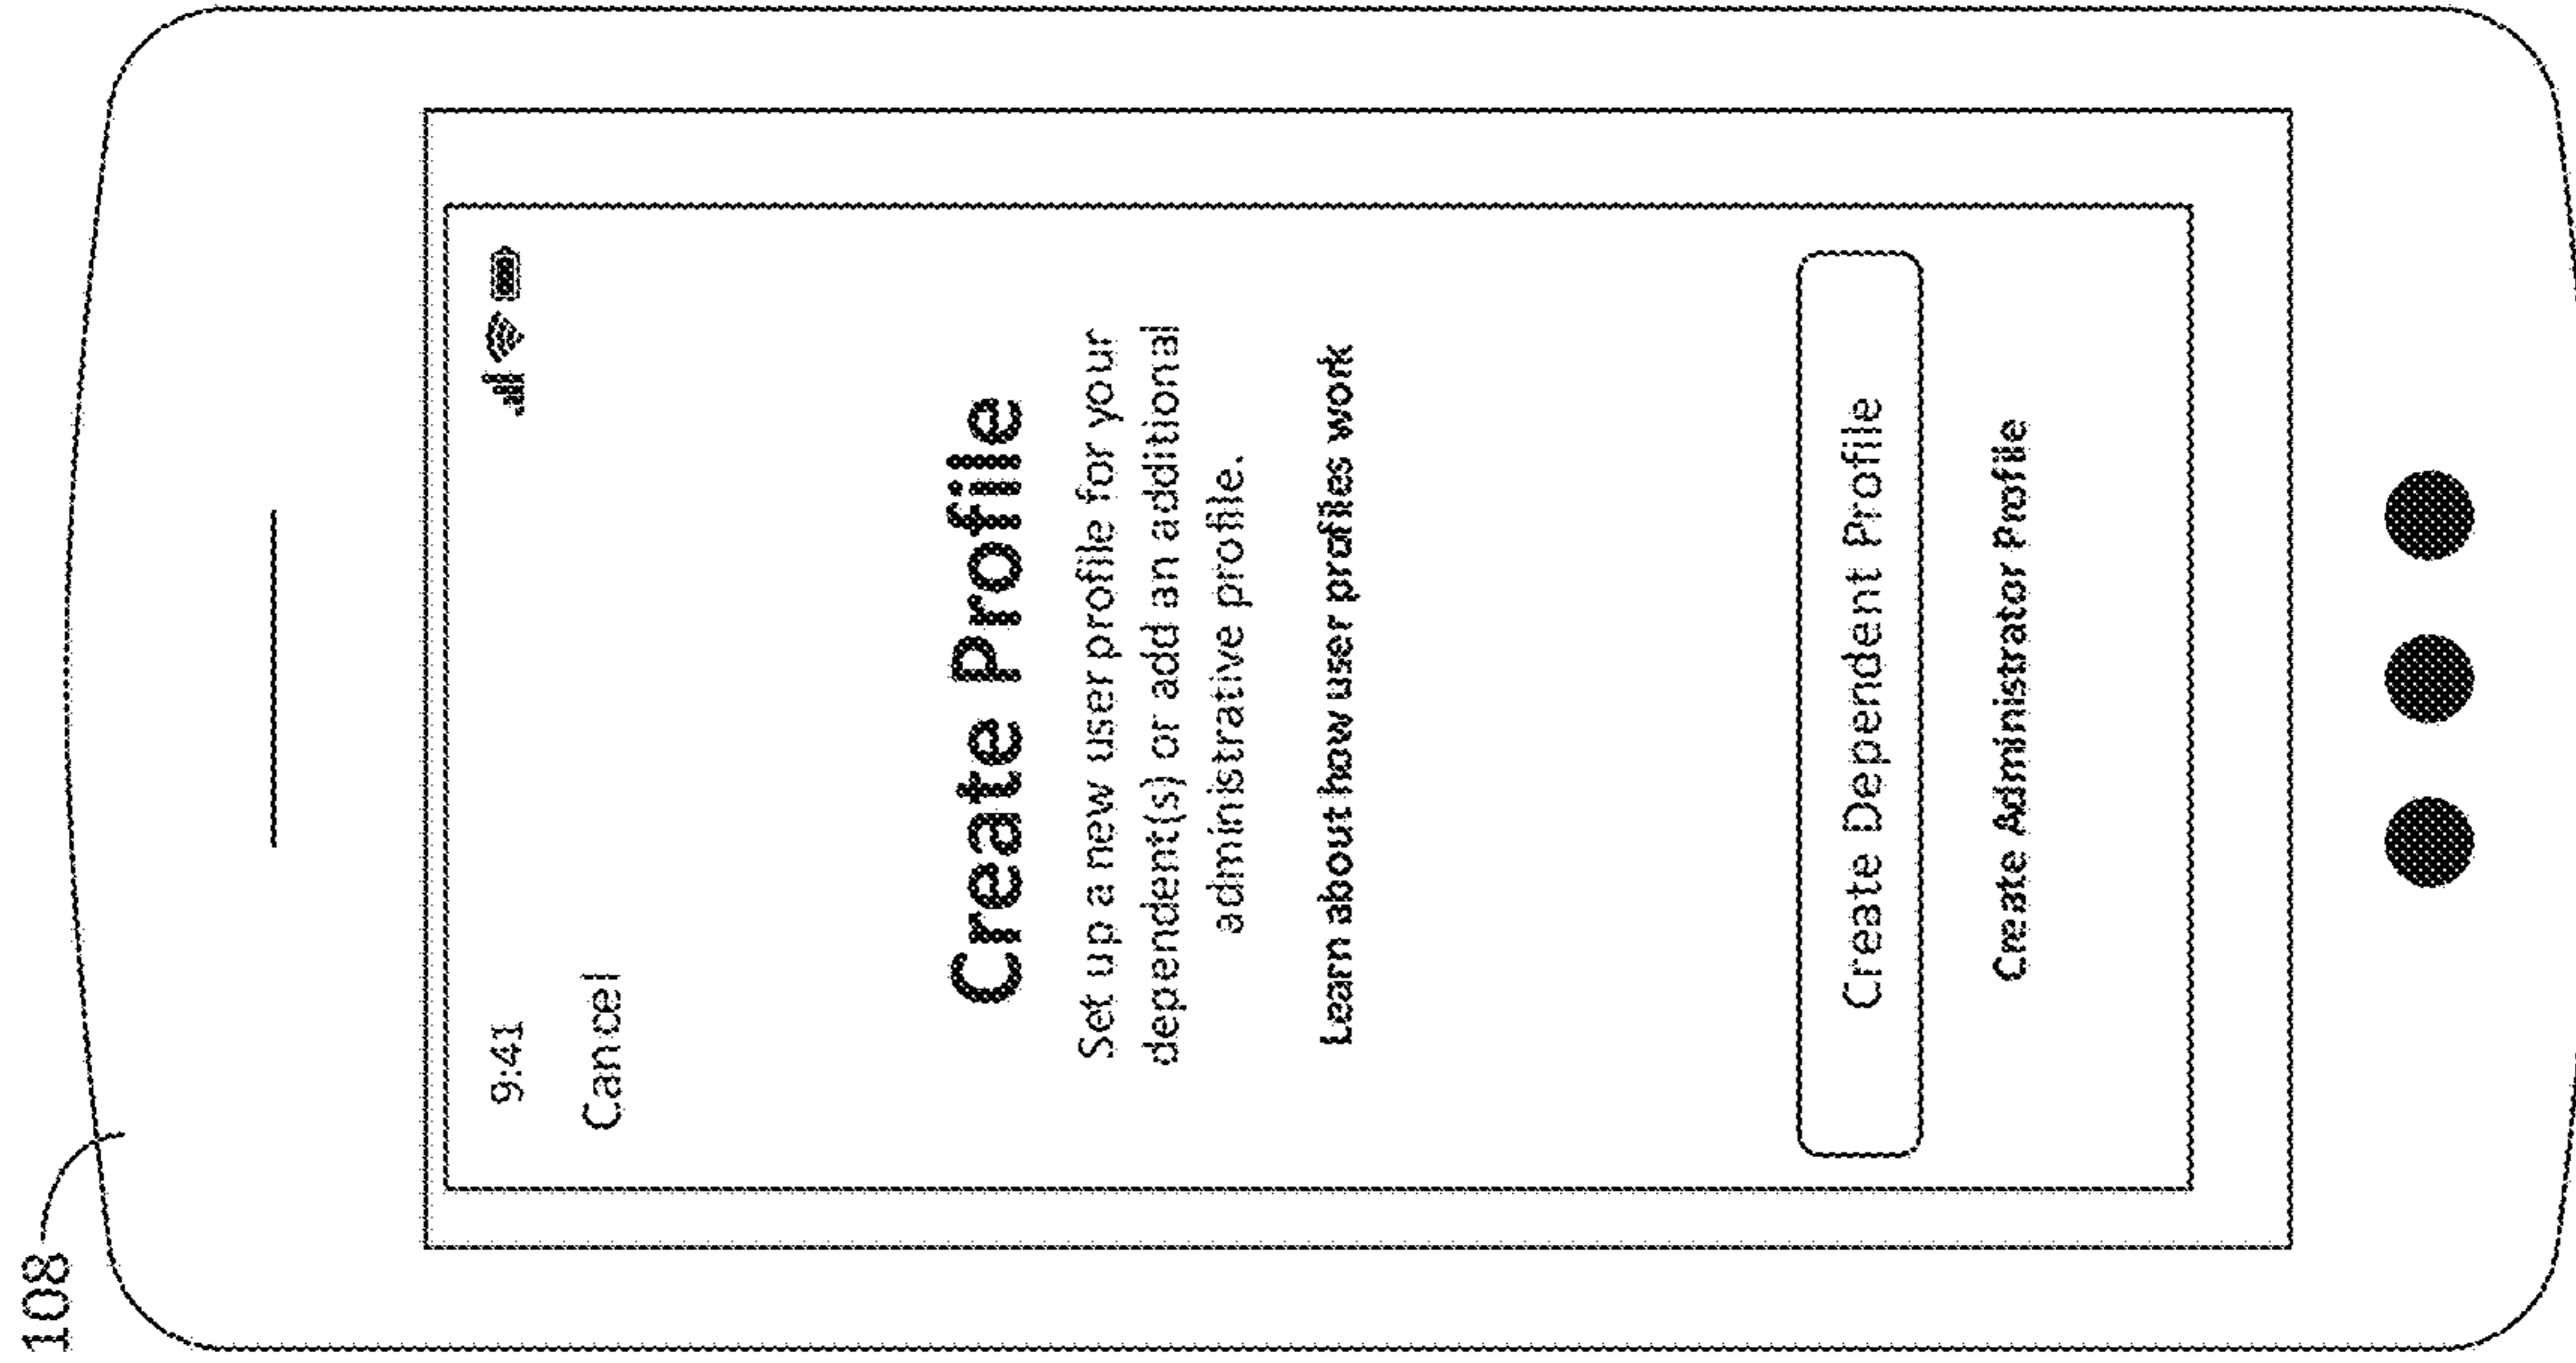 108
9:41
Cancel
Create Profile
Set up a new user profile for your
dependent(s) or add an additional
administrative profile.
Learn about how user profiles work
Create Dependent Profile
Create Administrator Profile